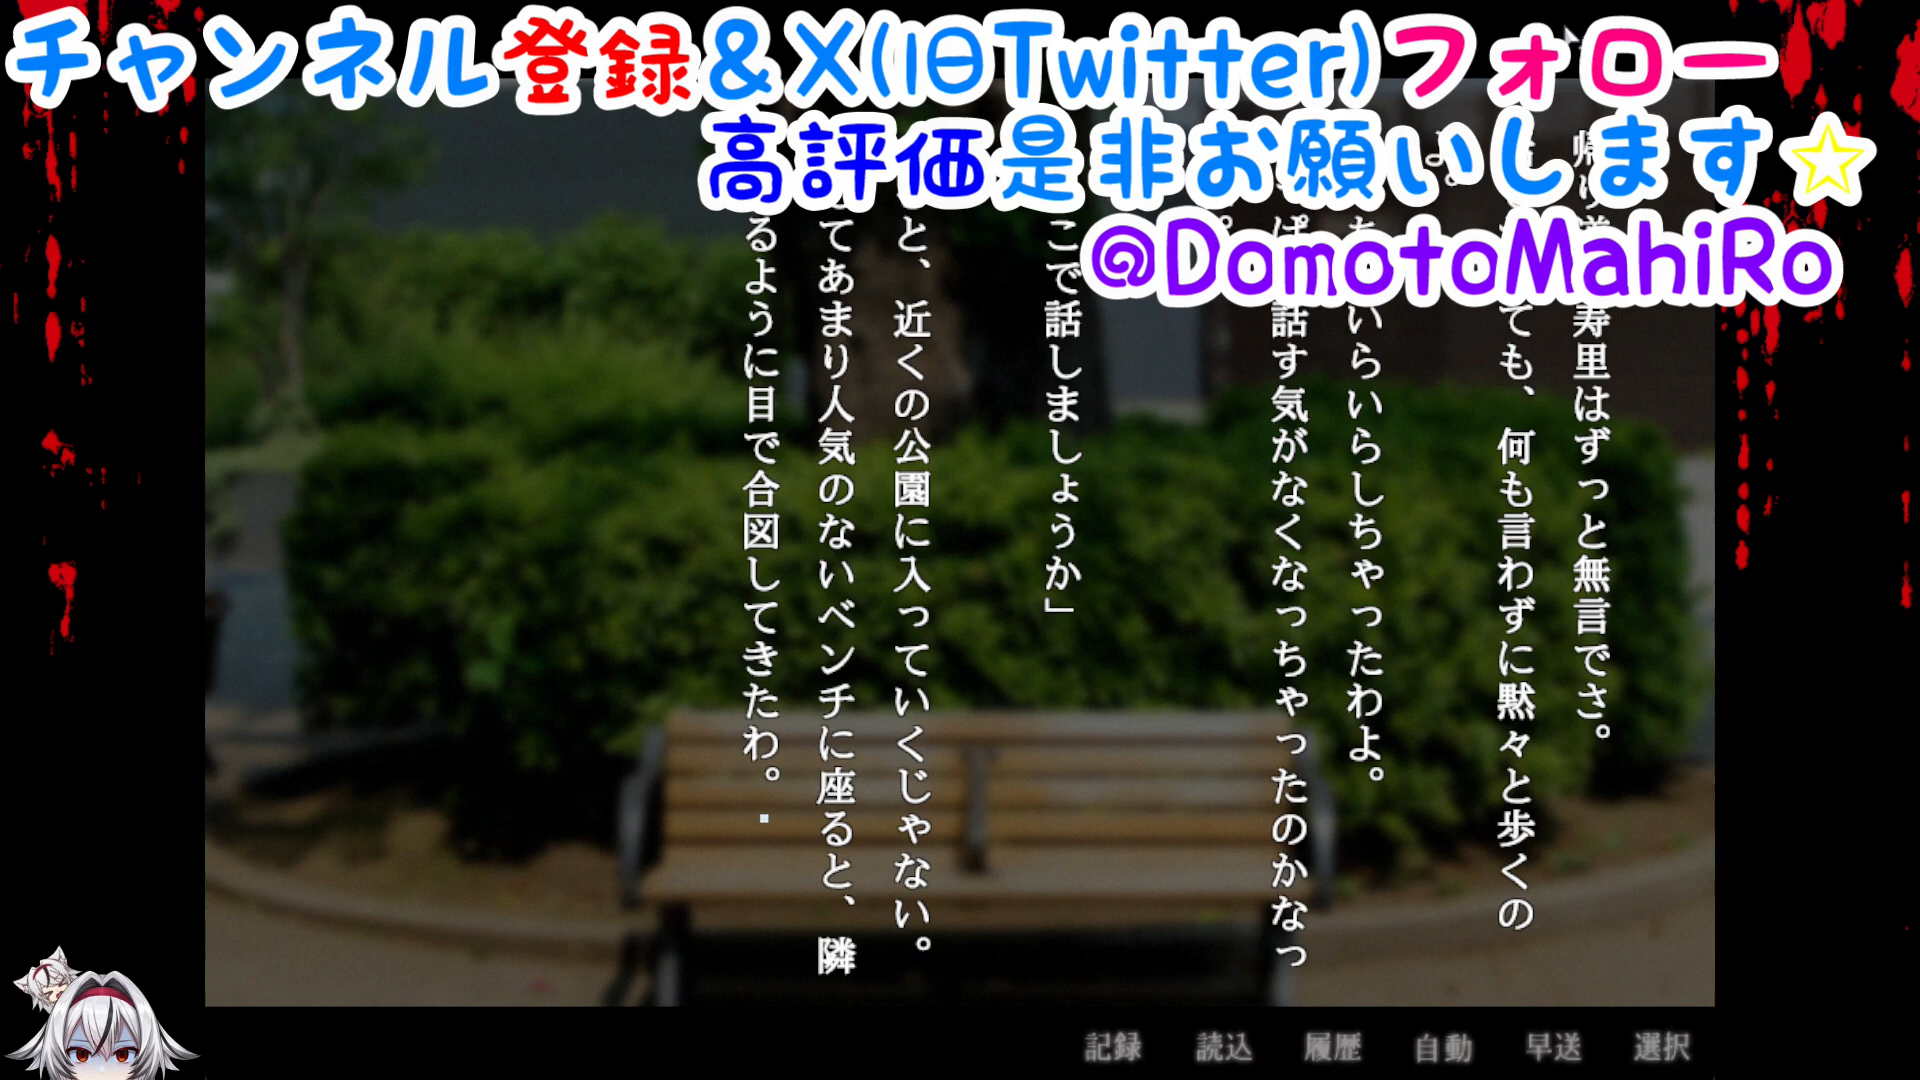 チャンネル登録&X(旧Twitter)フォロー
高評価是非お願いします☆
@DomotoMahiRo
寿里はずっと無言でさ。
ても、何も言わずに黙々と歩くの
よ。
いらいらしちゃったわよ。
話す気がなくなっちゃったのかなっ
こで話しましょうか」
と、近くの公園に入っていくじゃない。
てあまり人気のないベンチに座ると、隣
るように目で合図してきたわ。
記録 読込 履歴 自動 早送 選択